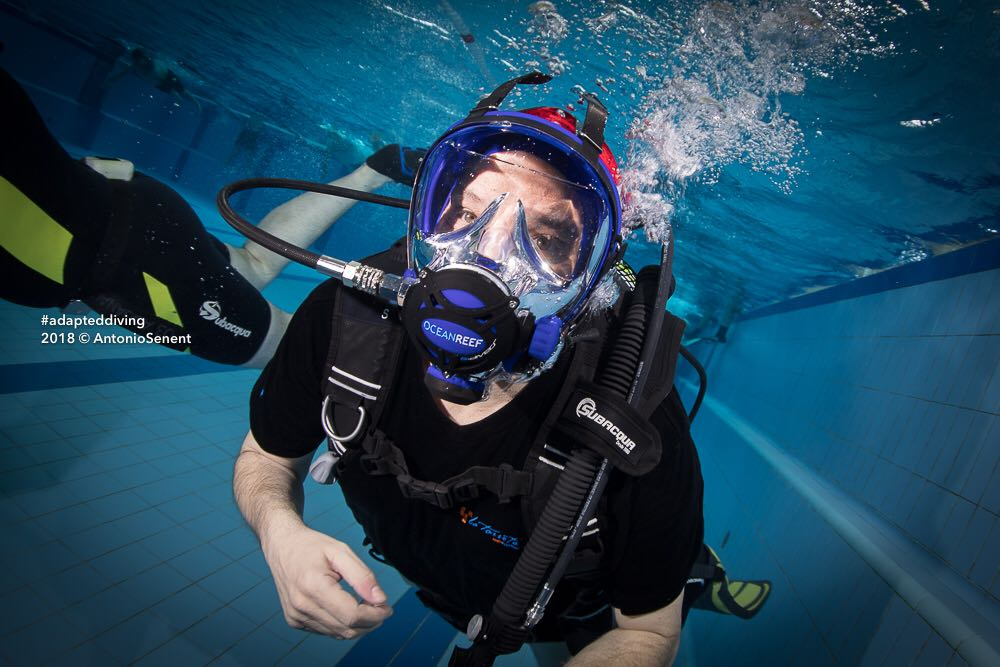 #adapteddiving
2018 © AntonioSenent
Subacqua
OCEANREEF
SUBACQUA
S